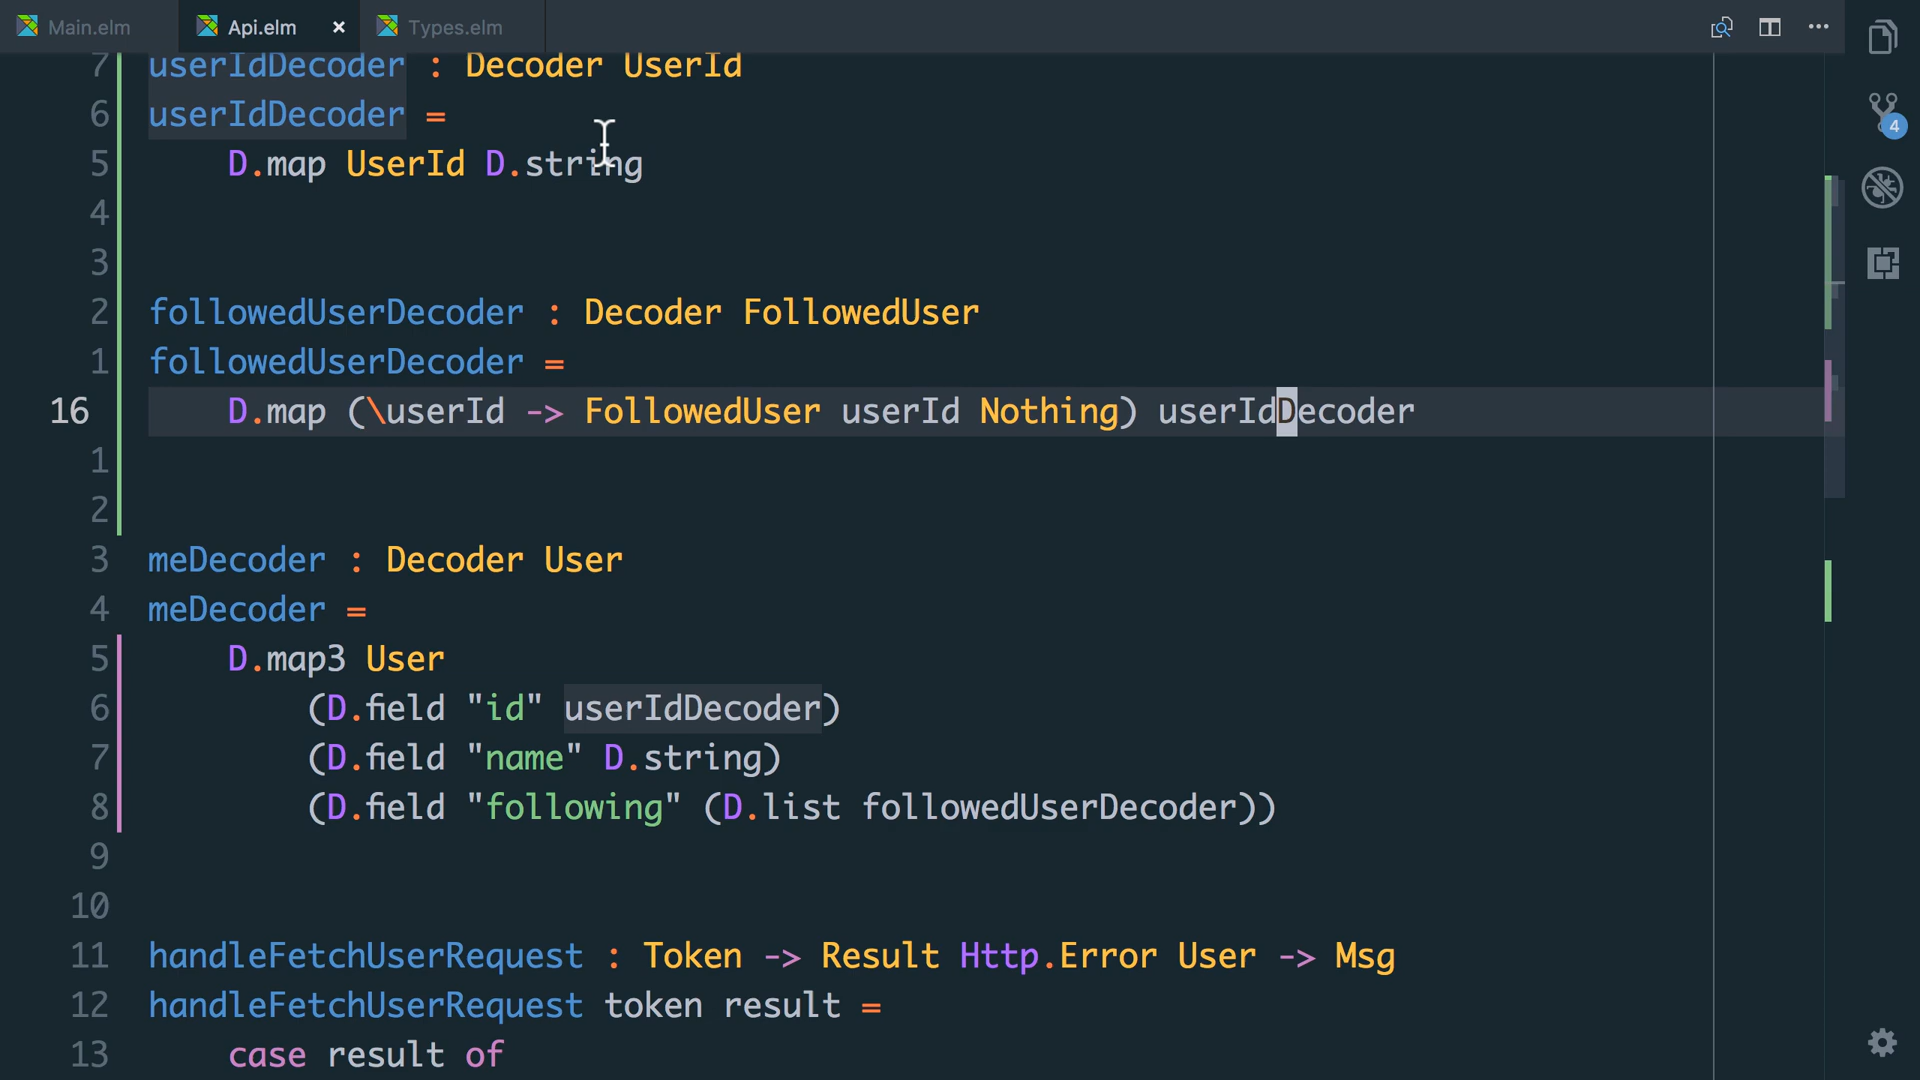 Main.elm Api.elm × Types.elm
7 userIdDecoder : Decoder UserId
6 userIdDecoder =
5 D.map UserId D.string
4
3
2 followedUserDecoder : Decoder FollowedUser
1 followedUserDecoder =
16 D.map (\userId -> FollowedUser userId Nothing) userIdDecoder
1
2
3 meDecoder : Decoder User
4 meDecoder =
5 D.map3 User
6 (D.field "id" userIdDecoder)
7 (D.field "name" D.string)
8 (D.field "following" (D.list followedUserDecoder))
9
10
11 handleFetchUserRequest : Token -> Result Http.Error User -> Msg
12 handleFetchUserRequest token result =
13 case result of
4